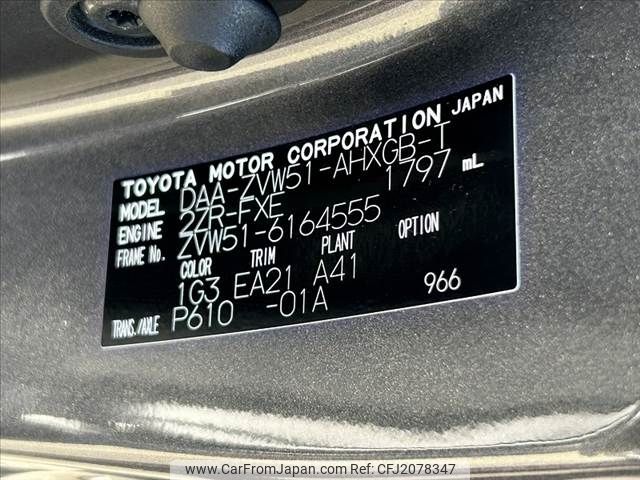 TOYOTA MOTOR CORPORATION JAPAN
MODEL DAA-ZVW51-AHXGB-T
ENGINE 2ZR-FXE 1797 mL
FRAME No. ZVW51-6164555
COLOR TRIM PLANT OPTION
1G3 EA21 A41
TRANS./AXLE P610 -01A 966
www.CarFromJapan.com Ref: CFJ2078347